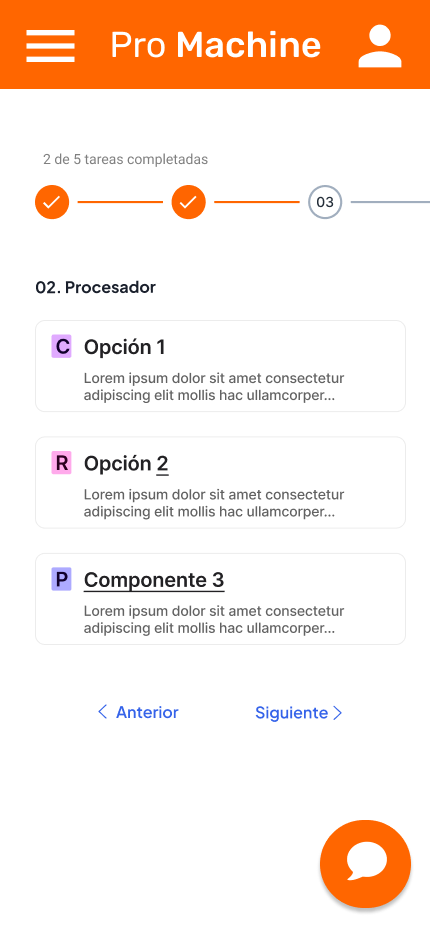 Pro Machine
2 de 5 tareas completadas
03
02. Procesador
C Opción 1
Lorem ipsum dolor sit amet consectetur
adipiscing elit mollis hac ullamcorper...
R Opción 2
Lorem ipsum dolor sit amet consectetur
adipiscing elit mollis hac ullamcorper...
P Componente 3
Lorem ipsum dolor sit amet consectetur
adipiscing elit mollis hac ullamcorper...
Anterior Siguiente